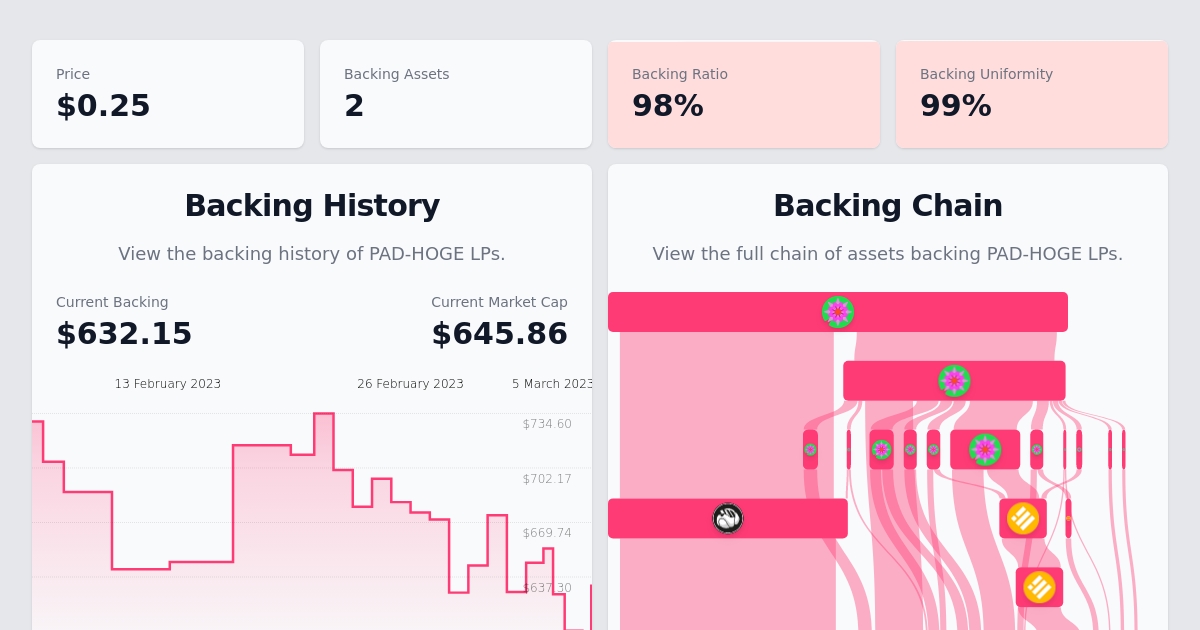 Price
$0.25
Backing Assets
2
Backing Ratio
98%
Backing Uniformity
99%
Backing History
View the backing history of PAD-HOGE LPs.
Current Backing
$632.15
Current Market Cap
$645.86
13 February 2023
26 February 2023
5 March 2023
$734.60
$702.17
$669.74
$637.30
Backing Chain
View the full chain of assets backing PAD-HOGE LPs.